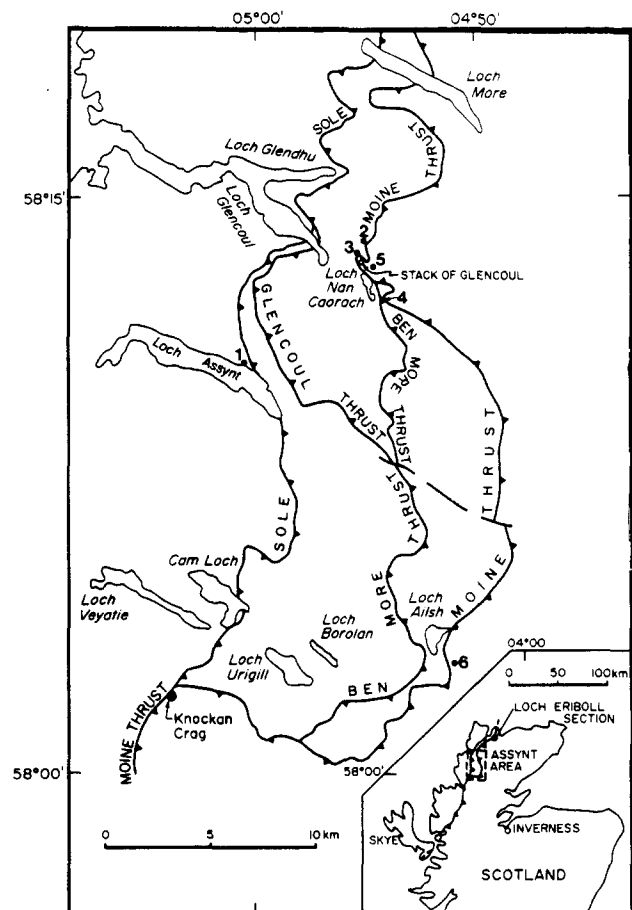 05°00'
04°50'
Loch
More
SOLE
Loch Glendhu
THRUST
58°15'
MOINE
Loch
Glencoul
2
3
5
STACK OF GLENCOUL
Loch
Nan
Caorach
4
GLENCOUL
BEN
MORE
Loch Assynt
1
THRUST
THRUST
THRUST
THRUST
SOLE
MOINE
Cam Loch
MORE
Loch
Ailsh
Loch
Veyatie
Loch
Borolan
Loch
Urigill
04°00'
6
0 50 100km
BEN
MOINE THRUST
Knockan
Crag
LOCH ERIBOLL
SECTION
ASSYNT
AREA
58°00'
58°00'
0 5 10 km
SKYE
INVERNESS
SCOTLAND